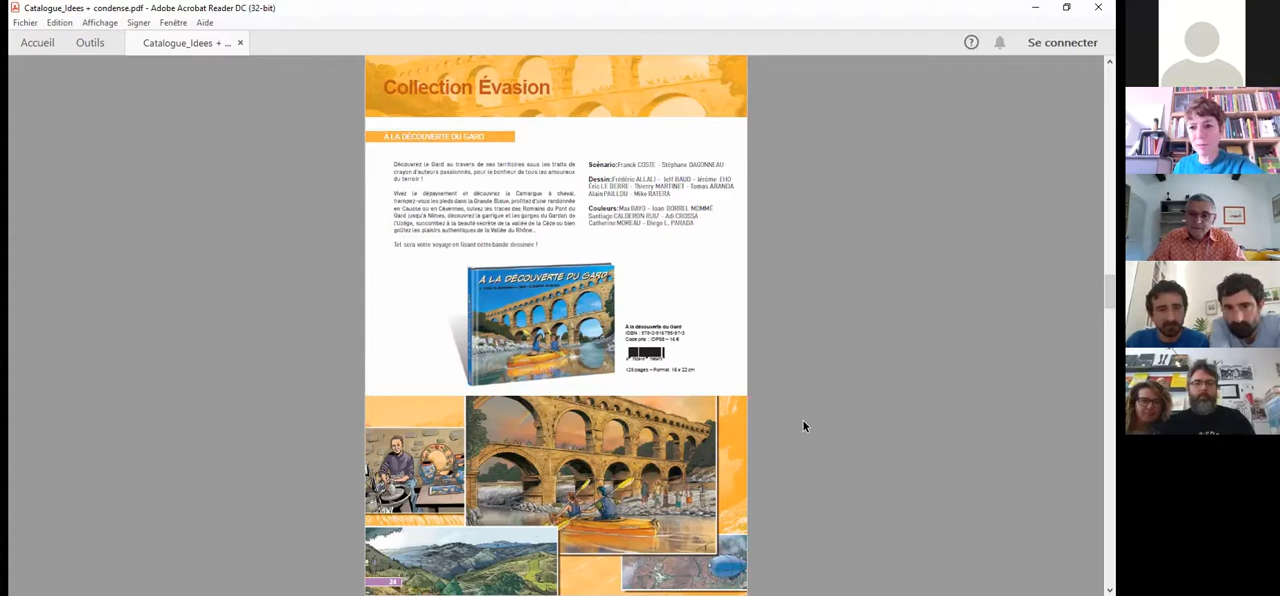 Catalogue_Idees + condense.pdf - Adobe Acrobat Reader DC (32-bit)
Fichier Edition Affichage Signer Fenêtre Aide
Accueil Outils Catalogue_Idees + ... × Se connecter
Collection Évasion
À LA DÉCOUVERTE DU GARD
Découvrez le Gard au travers de ses territoires sous les traits de
crayon d'auteurs passionnés, pour le bonheur de tous les amoureux
du terroir !
Vivez le dépaysement et découvrez la Camargue à cheval,
trempez-vous les pieds dans la Grande Bleue, profitez d'une randonnée
en Causse ou en Cévennes, suivez les traces des Romains du Pont du
Gard jusqu'à Nîmes, découvrez la garrigue et les gorges du Gardon de
l'Uzège, succombez à la beauté secrète de la vallée de la Cèze ou bien
goûtez les plaisirs authentiques de la Vallée du Rhône...
Tel sera votre voyage en lisant cette bande dessinée !
Scénario: Franck COSTE - Stéphane DAGONNEAU
Dessin: Frédéric ALLALI - Jeff BAUD - Jérôme EHO
Eric LE BERRE - Thierry MARTINET - Tomas ARANDA
Alain PAILLOU - Mike RATERA
Couleurs: Max BAYO - Joan BORREL MOMMÉ
Santiago CALDERON RUIZ - Adi CROSSA
Catherine MOREAU - Diego L. PARADA
À LA DÉCOUVERTE DU GARD
À la découverte du Gard
128 pages – Format
24